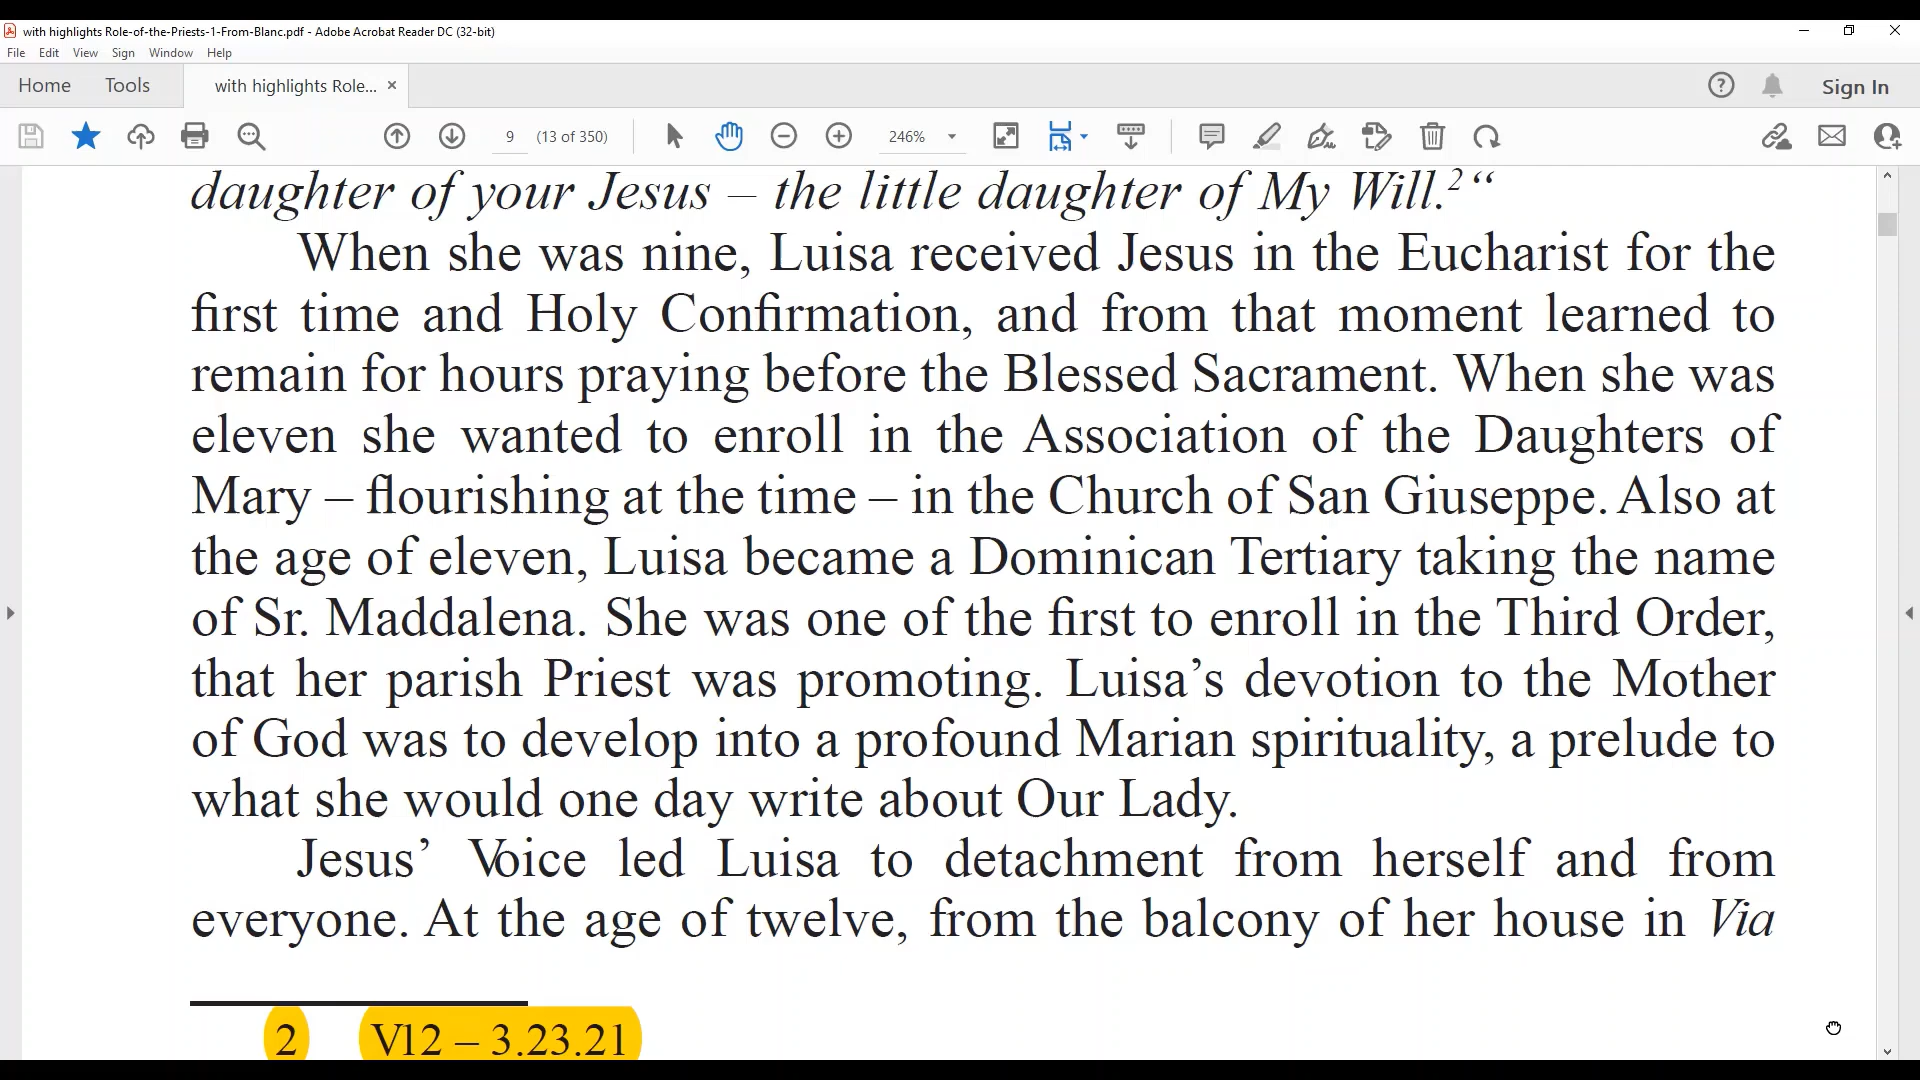 with highlights Role-of-the-Priests-1-From-Blanc.pdf - Adobe Acrobat Reader DC (32-bit)
File Edit View Sign Window Help
Home Tools with highlights Role... × Sign In
9 (13 of 350) 246%
daughter of your Jesus – the little daughter of My Will.2“
When she was nine, Luisa received Jesus in the Eucharist for the
first time and Holy Confirmation, and from that moment learned to
remain for hours praying before the Blessed Sacrament. When she was
eleven she wanted to enroll in the Association of the Daughters of
Mary – flourishing at the time – in the Church of San Giuseppe. Also at
the age of eleven, Luisa became a Dominican Tertiary taking the name
of Sr. Maddalena. She was one of the first to enroll in the Third Order,
that her parish Priest was promoting. Luisa’s devotion to the Mother
of God was to develop into a profound Marian spirituality, a prelude to
what she would one day write about Our Lady.
Jesus’ Voice led Luisa to detachment from herself and from
everyone. At the age of twelve, from the balcony of her house in Via
2 V12 – 3.23.21